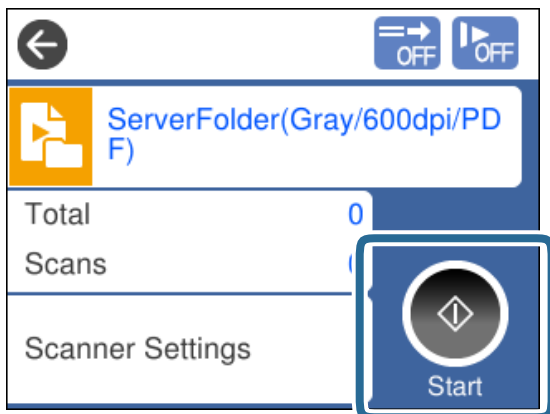 OFF OFF
ServerFolder(Gray/600dpi/PD
F)
Total 0
Scans
Scanner Settings
Start